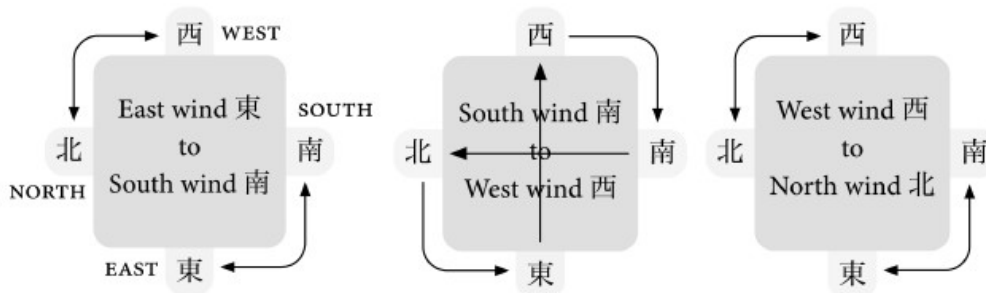 西 WEST
East wind 東
to
South wind 南
SOUTH
北
南
NORTH
EAST 東
西
South wind 南
to
West wind 西
北
南
東
西
West wind 西
to
North wind 北
北
南
東